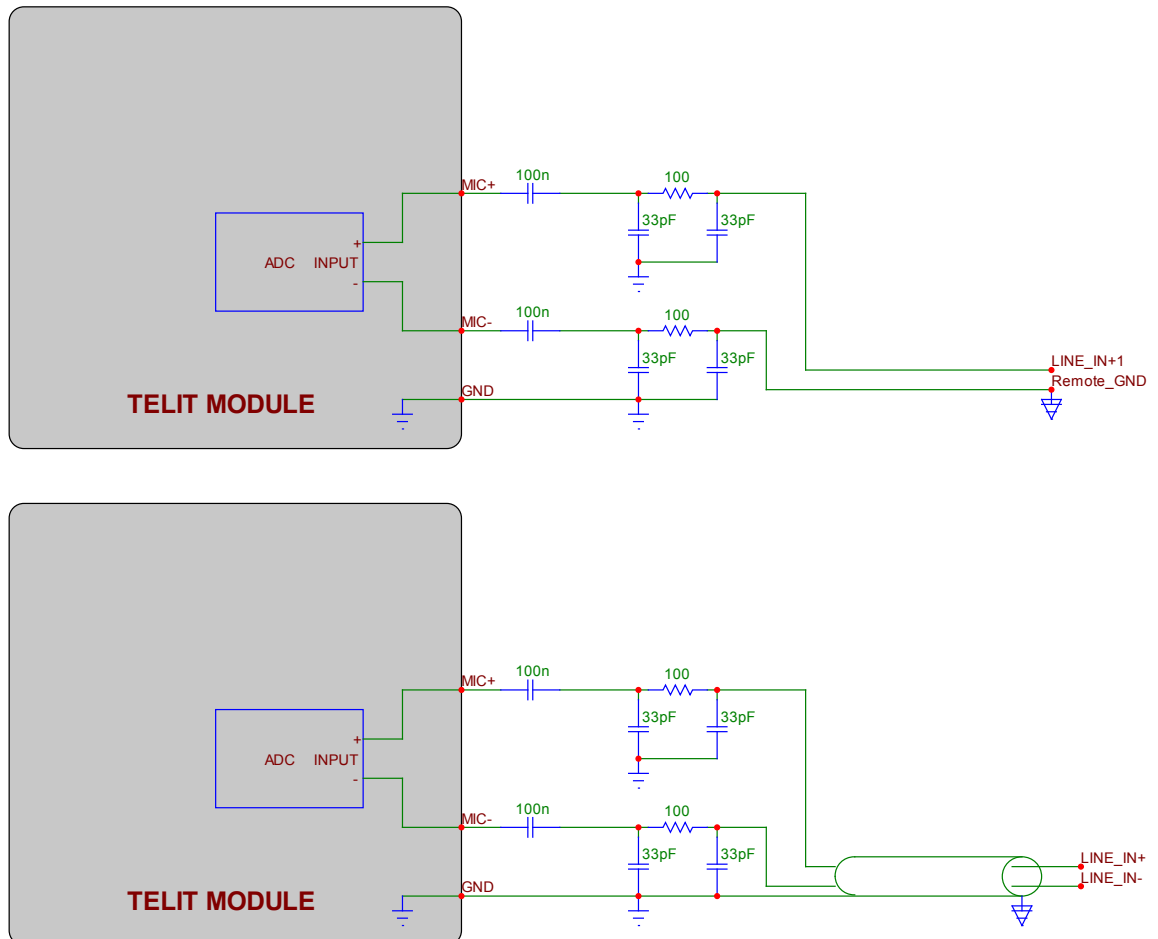 100n
100
MIC+
33pF
33pF
+
ADC INPUT
-
100n
100
MIC-
33pF
33pF
LINE_IN+1
Remote_GND
GND
TELIT MODULE
100n
100
MIC+
33pF
33pF
+
ADC INPUT
-
100n
100
MIC-
33pF
33pF
LINE_IN+
LINE_IN-
GND
TELIT MODULE